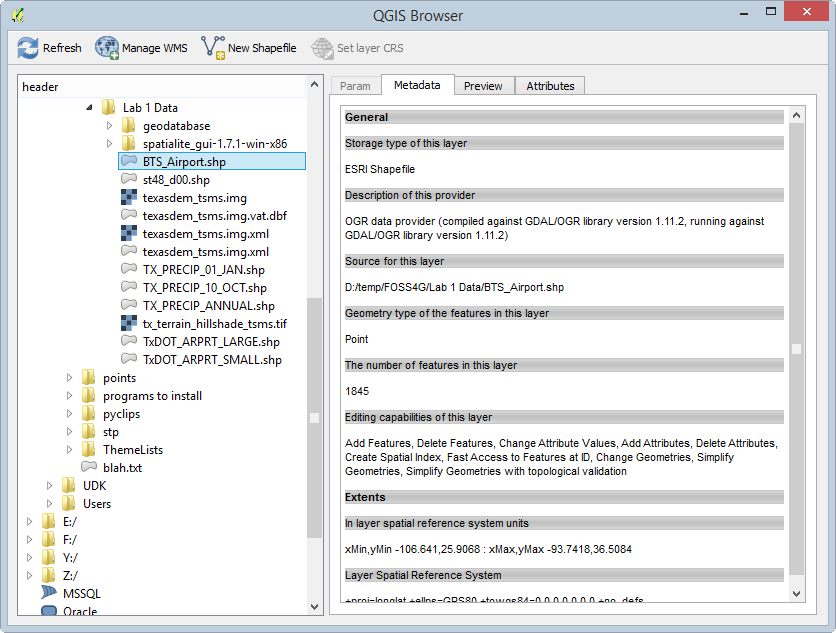 QGIS Browser
Refresh
Manage WMS
New Shapefile
Set layer CRS
header
Lab 1 Data
geodatabase
spatialite_gui-1.7.1-win-x86
BTS_Airport.shp
st48_d00.shp
texasdem_tsms.img
texasdem_tsms.img.vat.dbf
texasdem_tsms.img.xml
texasdem_tsms.img.xml
TX_PRECIP_01_JAN.shp
TX_PRECIP_10_OCT.shp
TX_PRECIP_ANNUAL.shp
tx_terrain_hillshade_tsms.tif
TxDOT_ARPRT_LARGE.shp
TxDOT_ARPRT_SMALL.shp
points
programs to install
pyclips
stp
ThemeLists
blah.txt
UDK
Users
E:/
F:/
Y:/
Z:/
MSSQL
Oracle
Param
Metadata
Preview
Attributes
General
Storage type of this layer
ESRI Shapefile
Description of this provider
OGR data provider (compiled against GDAL/OGR library version 1.11.2, running against
GDAL/OGR library version 1.11.2)
Source for this layer
D:/temp/FOSS4G/Lab 1 Data/BTS_Airport.shp
Geometry type of the features in this layer
Point
The number of features in this layer
1845
Editing capabilities of this layer
Add Features, Delete Features, Change Attribute Values, Add Attributes, Delete Attributes,
Create Spatial Index, Fast Access to Features at ID, Change Geometries, Simplify
Geometries, Simplify Geometries with topological validation
Extents
In layer spatial reference system units
xMin,yMin -106.641,25.9068 : xMax,yMax -93.7418,36.5084
Layer Spatial Reference System
+proj=longlat +ellps=GRS80 +towgs84=0,0,0,0,0,0,0 +no_defs